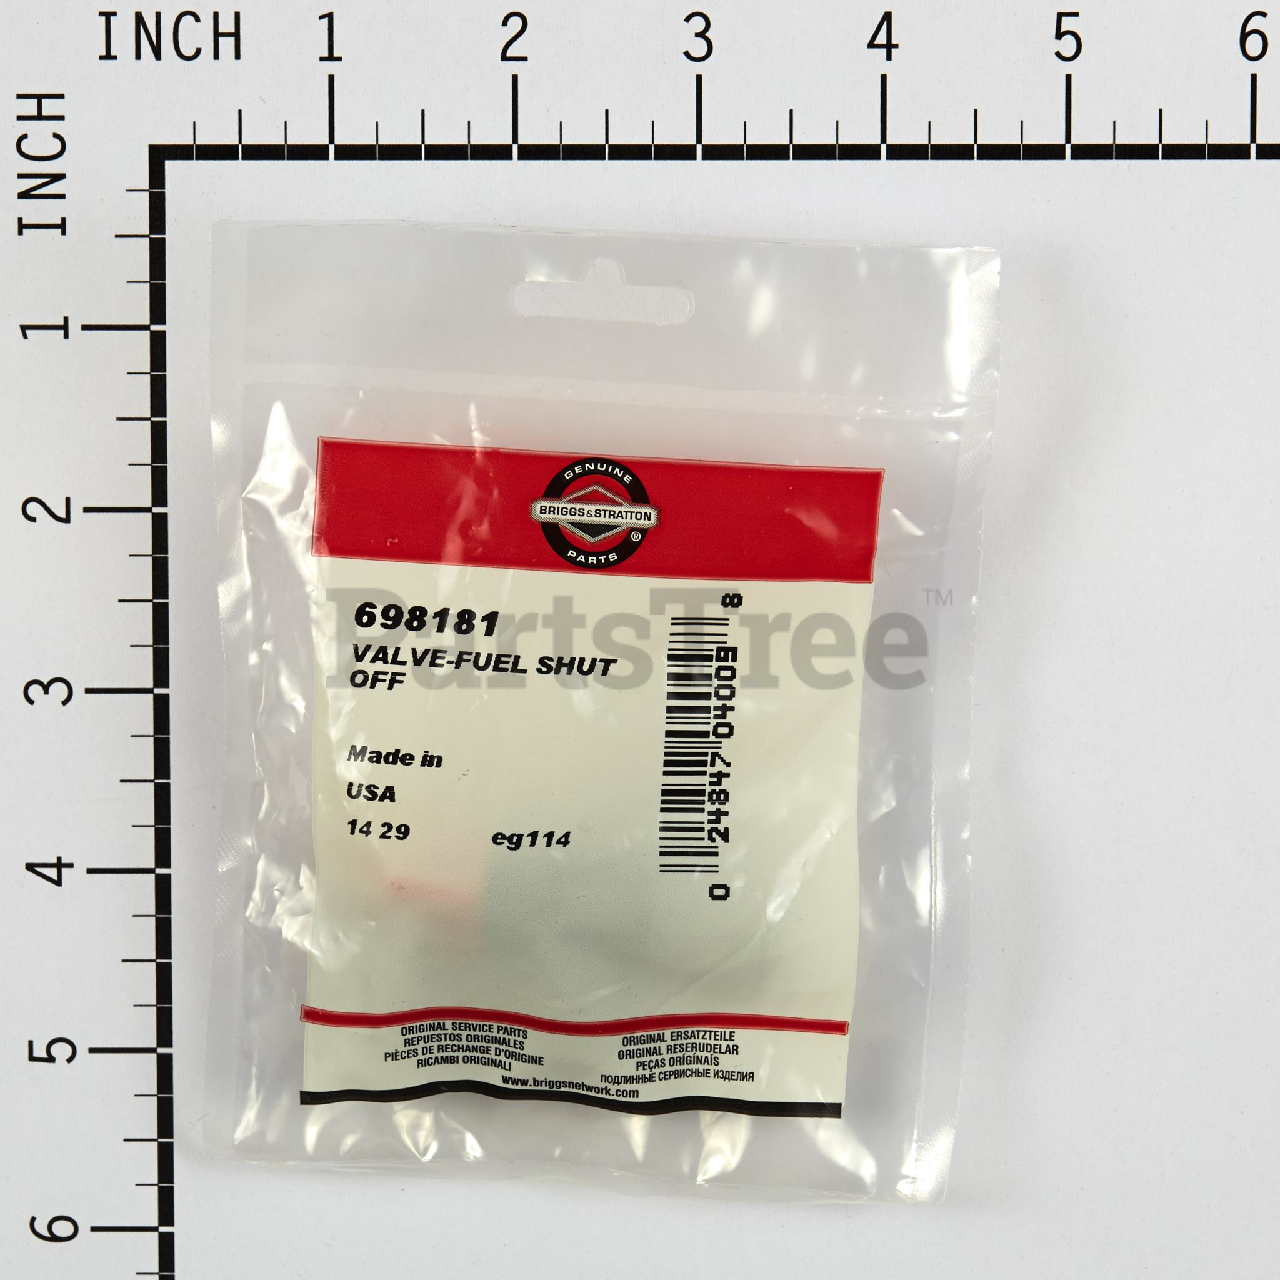 INCH 1 2 3 4 5 6
INCH
1
2
3
4
5
6
GENUINE
BRIGGS&STRATTON
®
PARTS
PartsTree™
698181
VALVE-FUEL SHUT
OFF
Made in
USA
14 29 eg114
0 24847 04009 8
ORIGINAL SERVICE PARTS
REPUESTOS ORIGINALES
PIÈCES DE RECHANGE D'ORIGINE
RICAMBI ORIGINALI
ORIGINAL ERSATZTEILE
ORIGINAL RESERUDELAR
PEÇAS ORIGÍNAIS
ПОДЛИННЫЕ СЕРВИСНЫЕ ИЗДЕЛИЯ
www.briggsnetwork.com